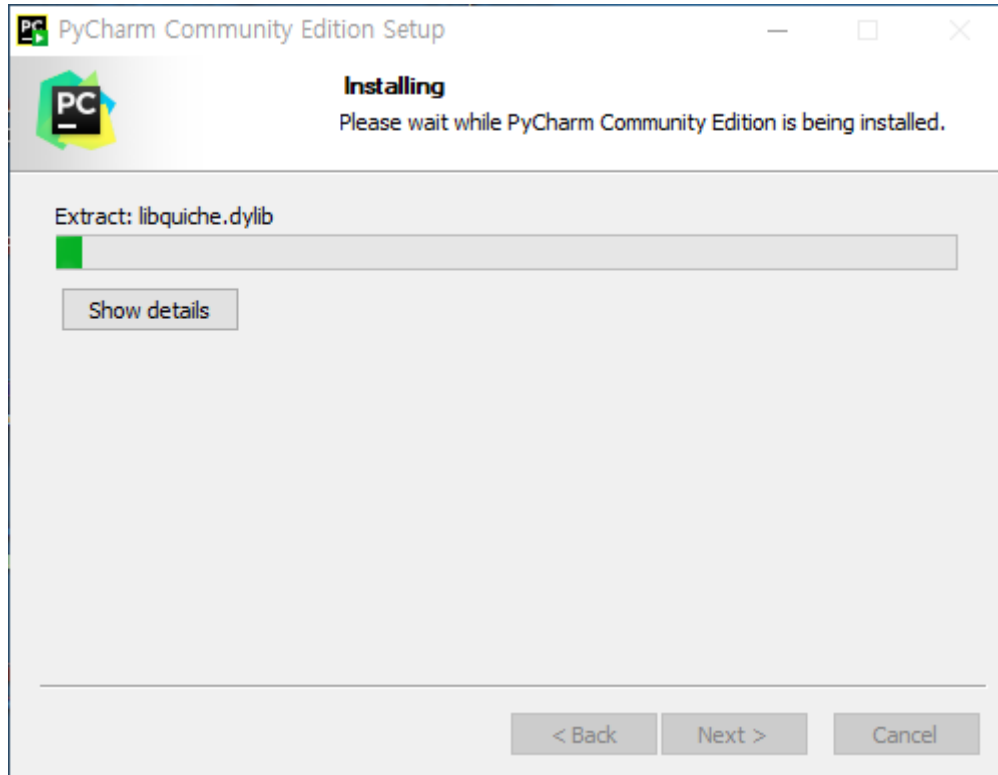 PyCharm Community Edition Setup
PC
Installing
Please wait while PyCharm Community Edition is being installed.
Extract: libquiche.dylib
Show details
< Back
Next >
Cancel